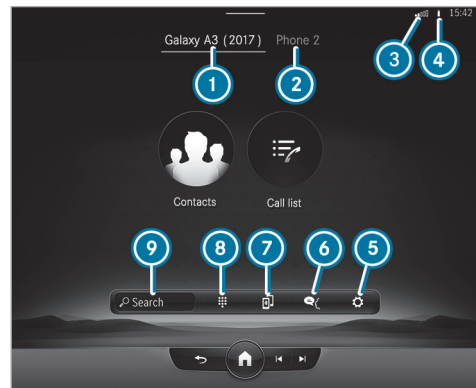 15:42
Galaxy A3 (2017) Phone 2
3 4
1 2
Contacts Call list
9 8 7 6 5
Search